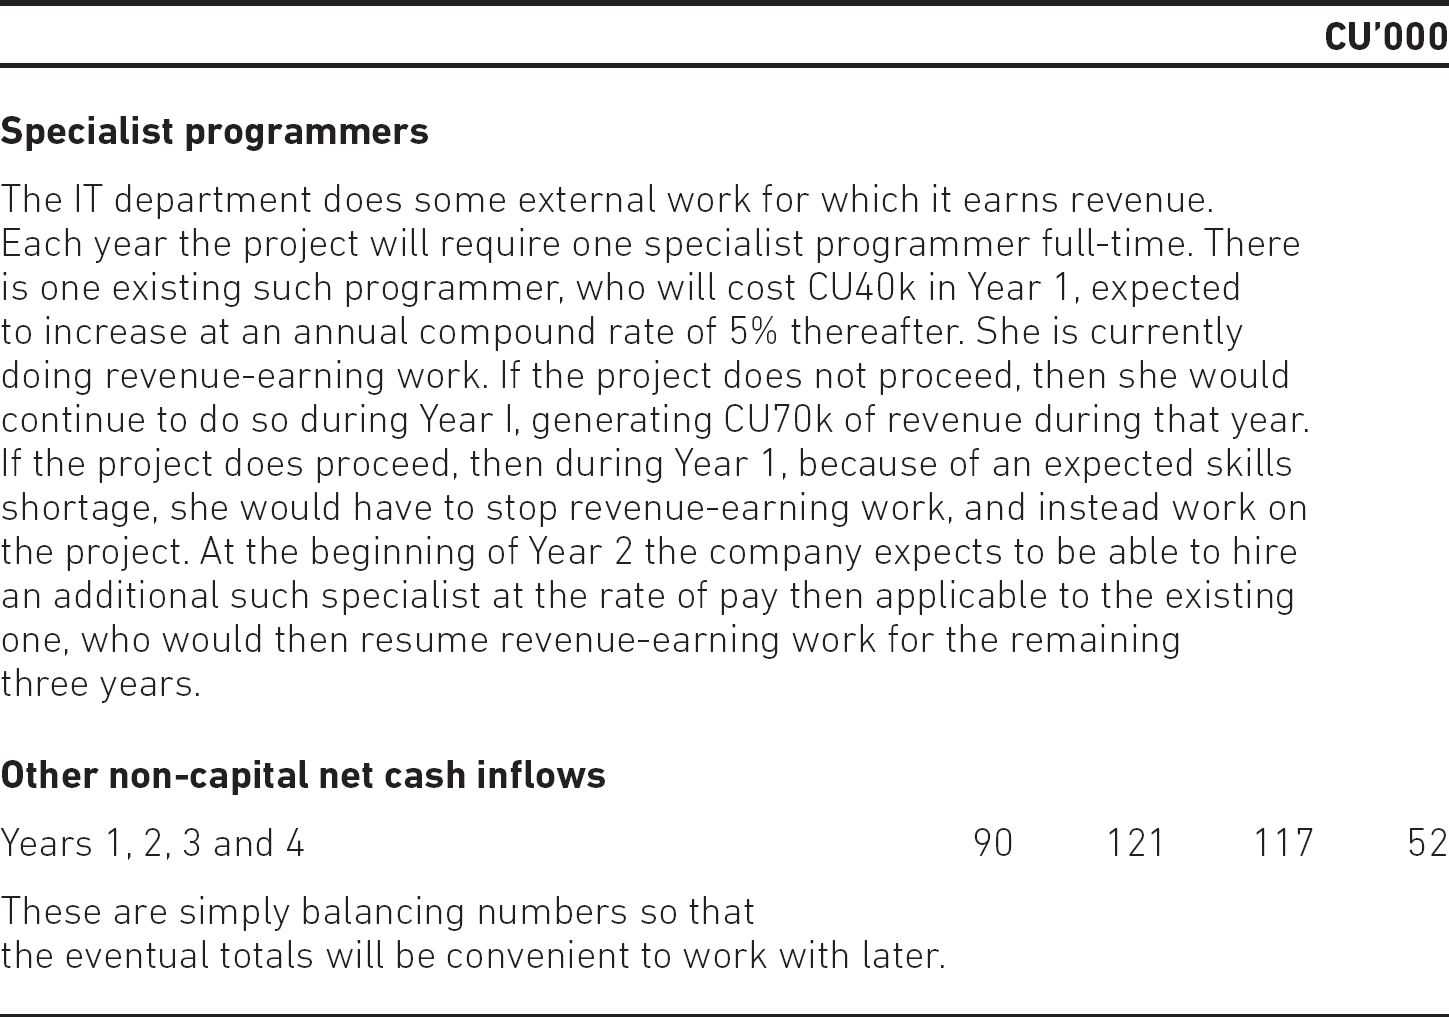 CU’000
Specialist programmers
The IT department does some external work for which it earns revenue.
Each year the project will require one specialist programmer full-time. There
is one existing such programmer, who will cost CU40k in Year 1, expected
to increase at an annual compound rate of 5% thereafter. She is currently
doing revenue-earning work. If the project does not proceed, then she would
continue to do so during Year I, generating CU70k of revenue during that year.
If the project does proceed, then during Year 1, because of an expected skills
shortage, she would have to stop revenue-earning work, and instead work on
the project. At the beginning of Year 2 the company expects to be able to hire
an additional such specialist at the rate of pay then applicable to the existing
one, who would then resume revenue-earning work for the remaining
three years.
Other non-capital net cash inflows
Years 1, 2, 3 and 4 90 121 117 52
These are simply balancing numbers so that
the eventual totals will be convenient to work with later.